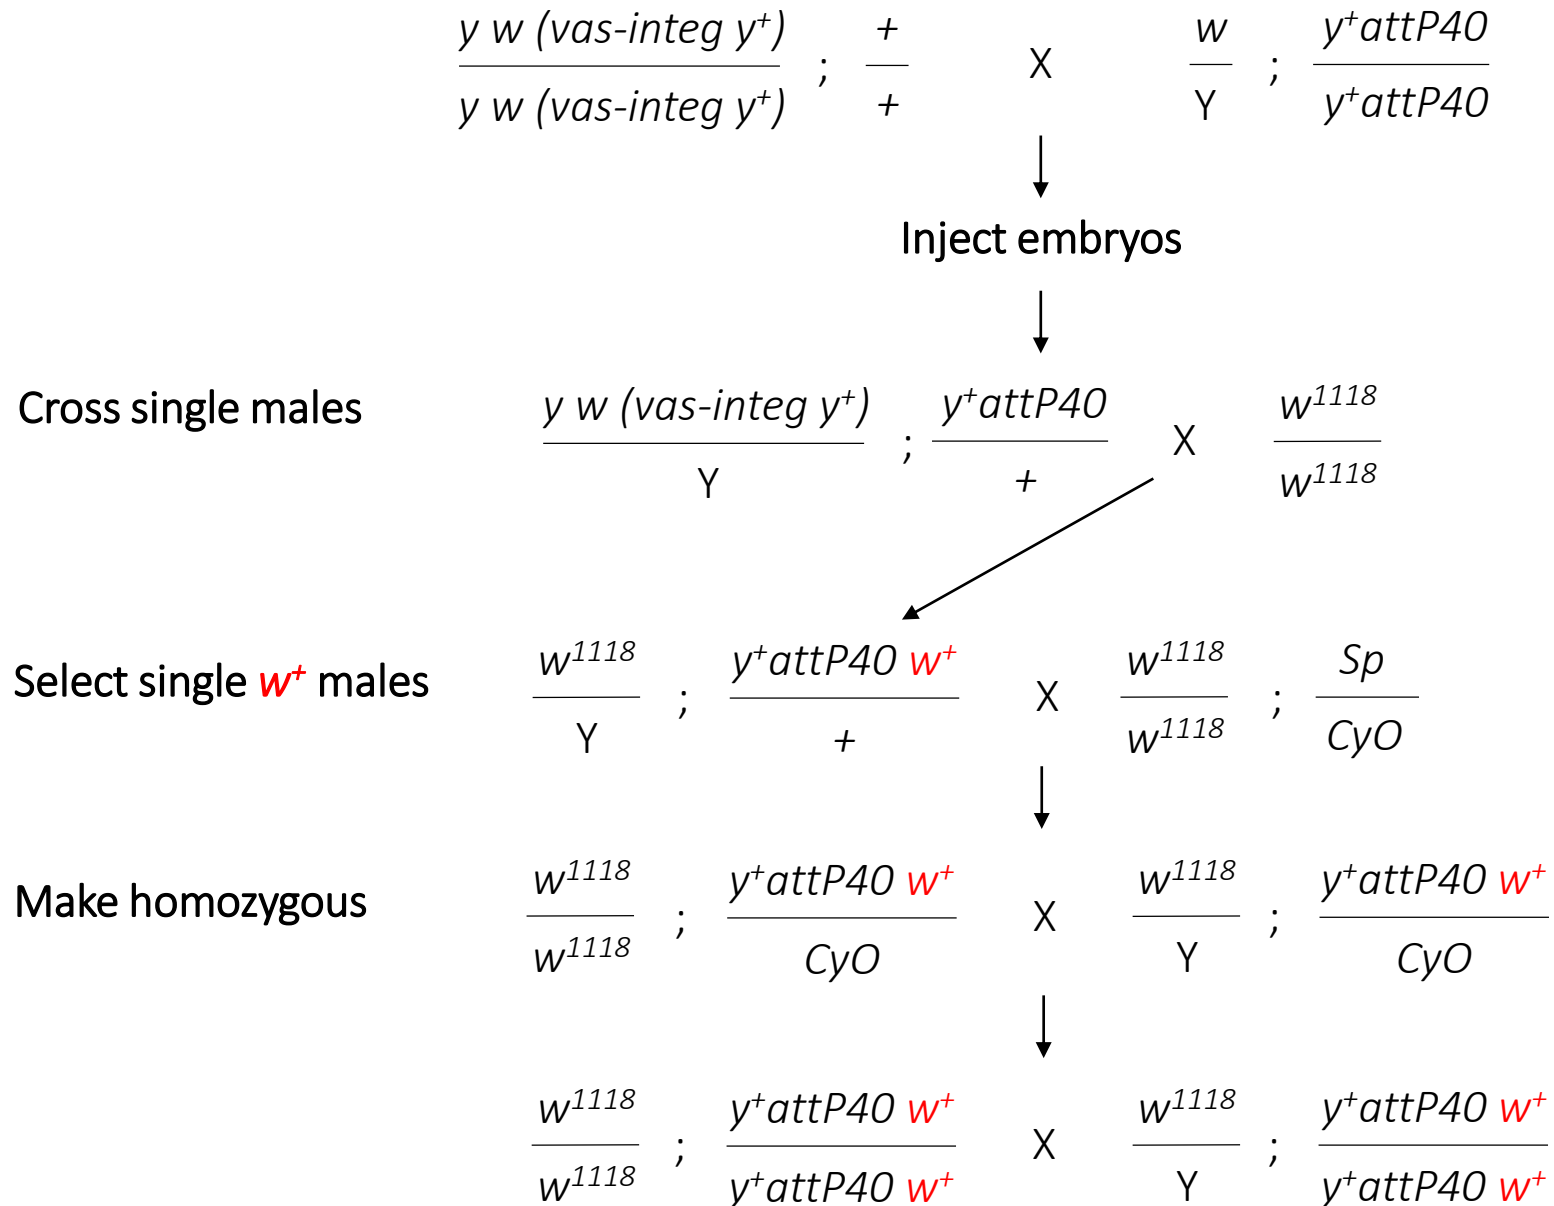 y w (vas-integ y⁺) + w y⁺attP40
; X ;
y w (vas-integ y⁺) + Y y⁺attP40
Inject embryos
Cross single males
y w (vas-integ y⁺) y⁺attP40 w¹¹¹⁸
; X
Y + w¹¹¹⁸
Select single w⁺ males
w¹¹¹⁸ y⁺attP40 w⁺ w¹¹¹⁸ Sp
; X ;
Y + w¹¹¹⁸ CyO
Make homozygous
w¹¹¹⁸ y⁺attP40 w⁺ w¹¹¹⁸ y⁺attP40 w⁺
; X ;
w¹¹¹⁸ CyO Y CyO
w¹¹¹⁸ y⁺attP40 w⁺ w¹¹¹⁸ y⁺attP40 w⁺
; X ;
w¹¹¹⁸ y⁺attP40 w⁺ Y y⁺attP40 w⁺